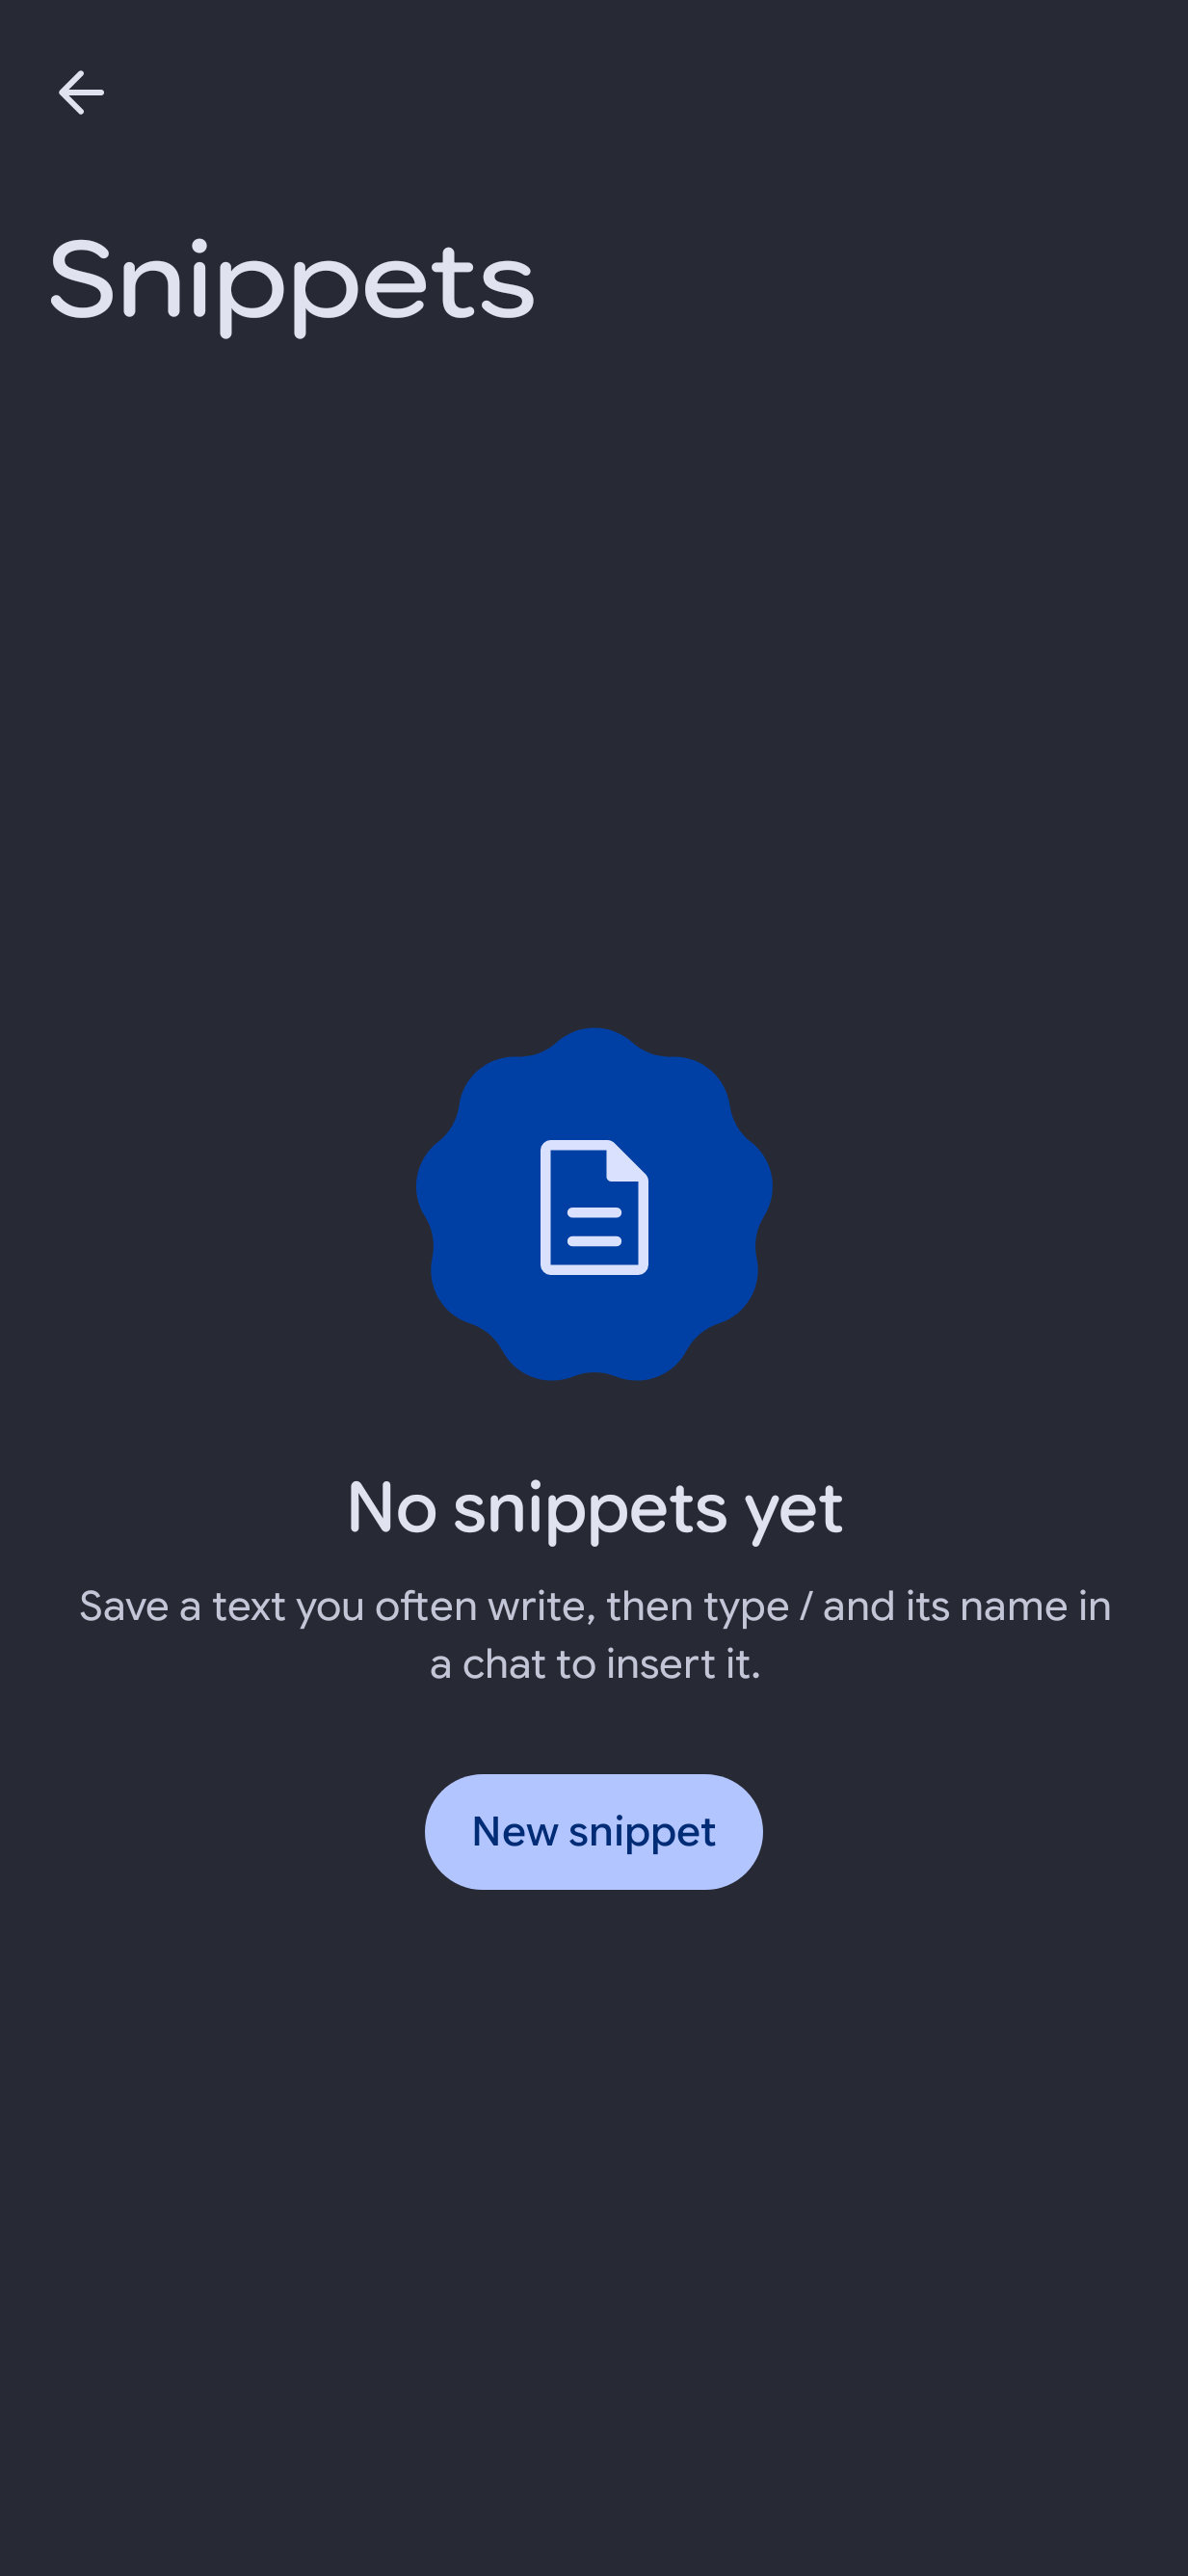 Snippets
No snippets yet
Save a text you often write, then type / and its name in
a chat to insert it.
New snippet